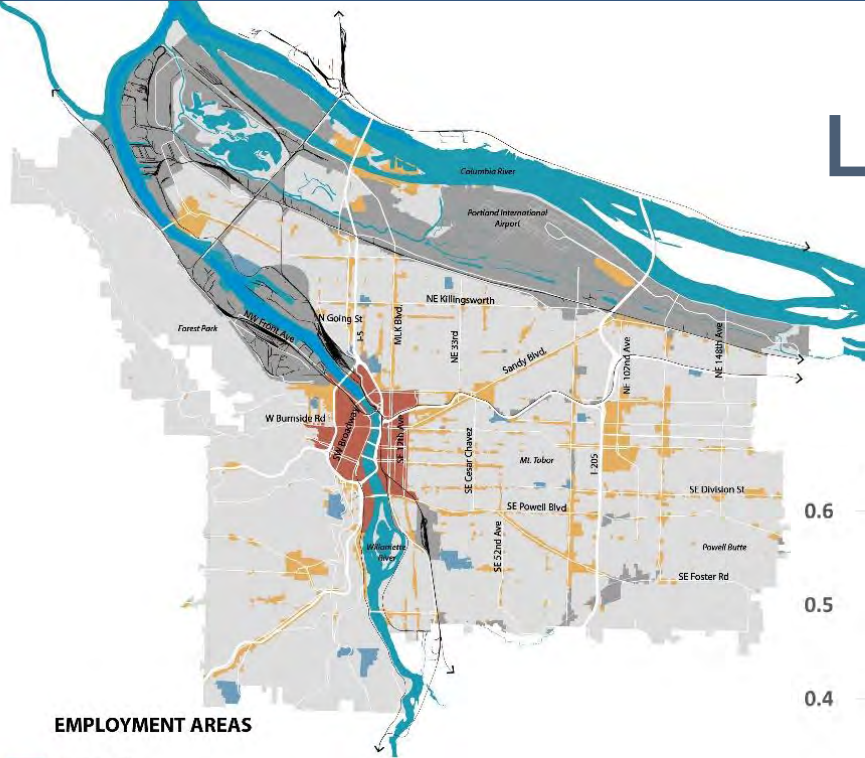 L
Columbia River
Portland International
Airport
NE Killingsworth
N Going St
I-5
MLK Blvd.
NE 33rd
Sandy Blvd.
NE 102nd Ave
NE 148th Ave
NW Front Ave
Forest Park
W Burnside Rd
SW Broadway
SE 12th Ave
SE Cesar Chavez
Mt. Tabor
I-205
SE Division St
SE Powell Blvd
0.6
Willamette
River
SE 52nd Ave
Powell Butte
SE Foster Rd
0.5
0.4
EMPLOYMENT AREAS